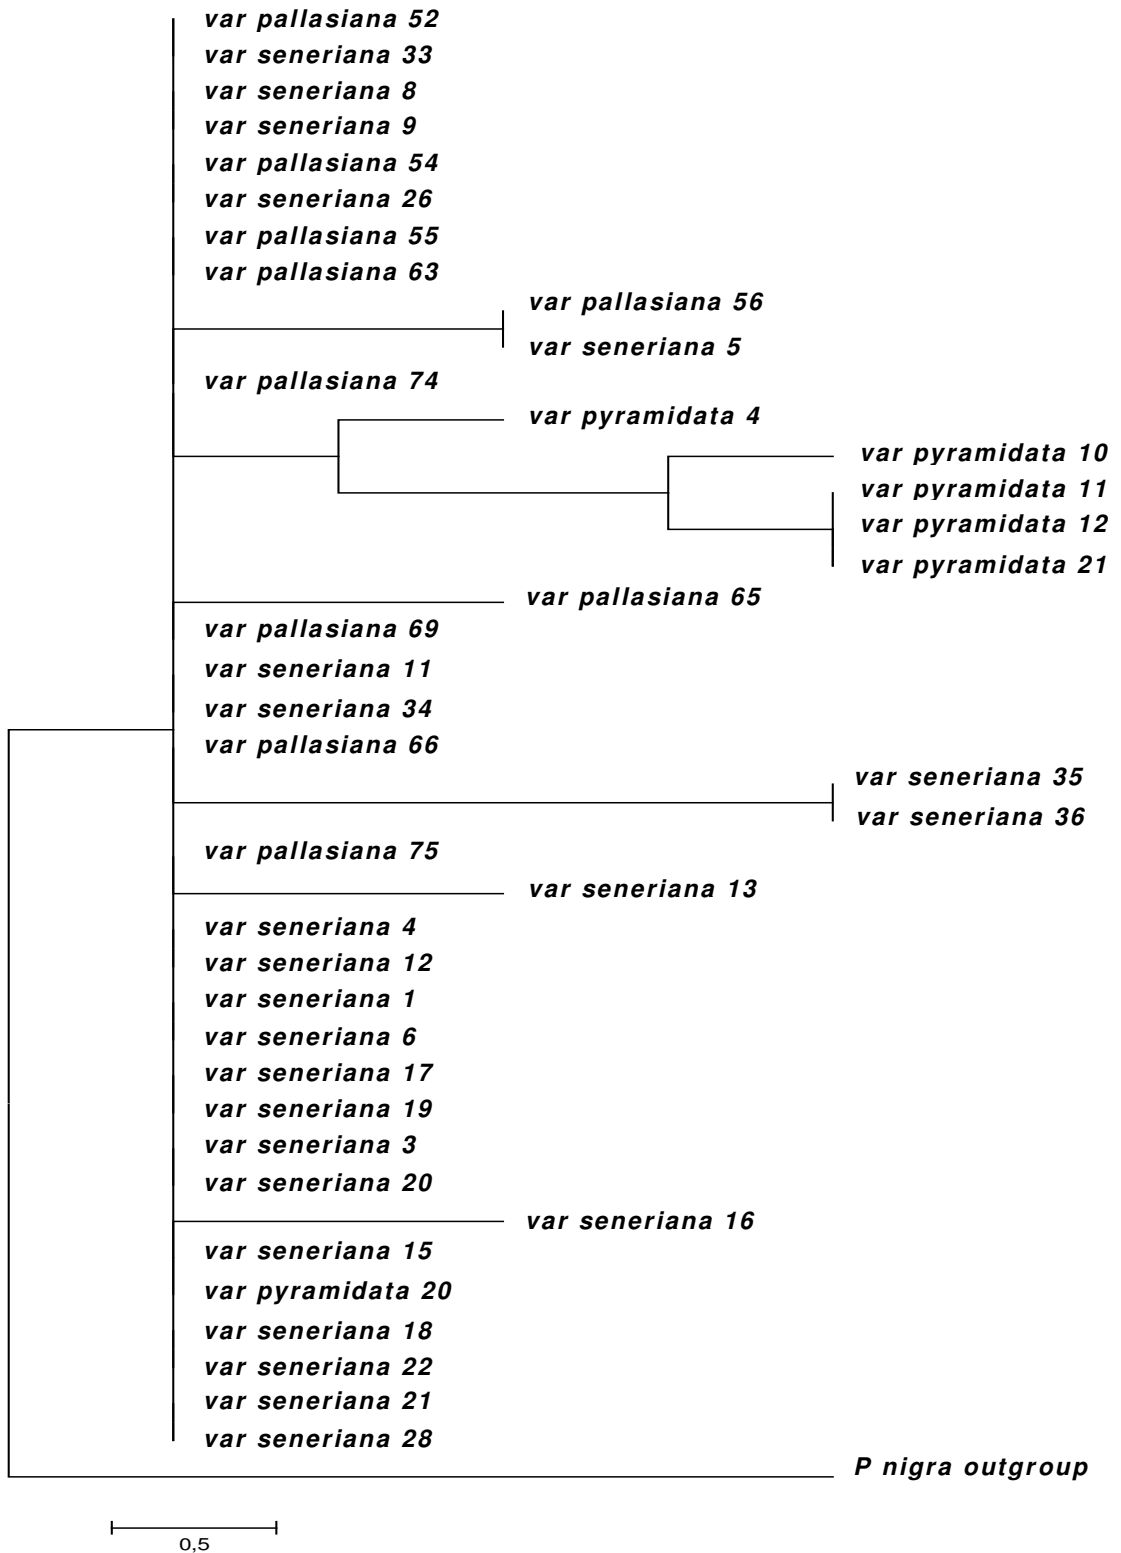 var pallasiana 52
var seneriana 33
var seneriana 8
var seneriana 9
var pallasiana 54
var seneriana 26
var pallasiana 55
var pallasiana 63
var pallasiana 56
var seneriana 5
var pallasiana 74
var pyramidata 4
var pyramidata 10
var pyramidata 11
var pyramidata 12
var pyramidata 21
var pallasiana 65
var pallasiana 69
var seneriana 11
var seneriana 34
var pallasiana 66
var seneriana 35
var seneriana 36
var pallasiana 75
var seneriana 13
var seneriana 4
var seneriana 12
var seneriana 1
var seneriana 6
var seneriana 17
var seneriana 19
var seneriana 3
var seneriana 20
var seneriana 16
var seneriana 15
var pyramidata 20
var seneriana 18
var seneriana 22
var seneriana 21
var seneriana 28
P nigra outgroup
0,5